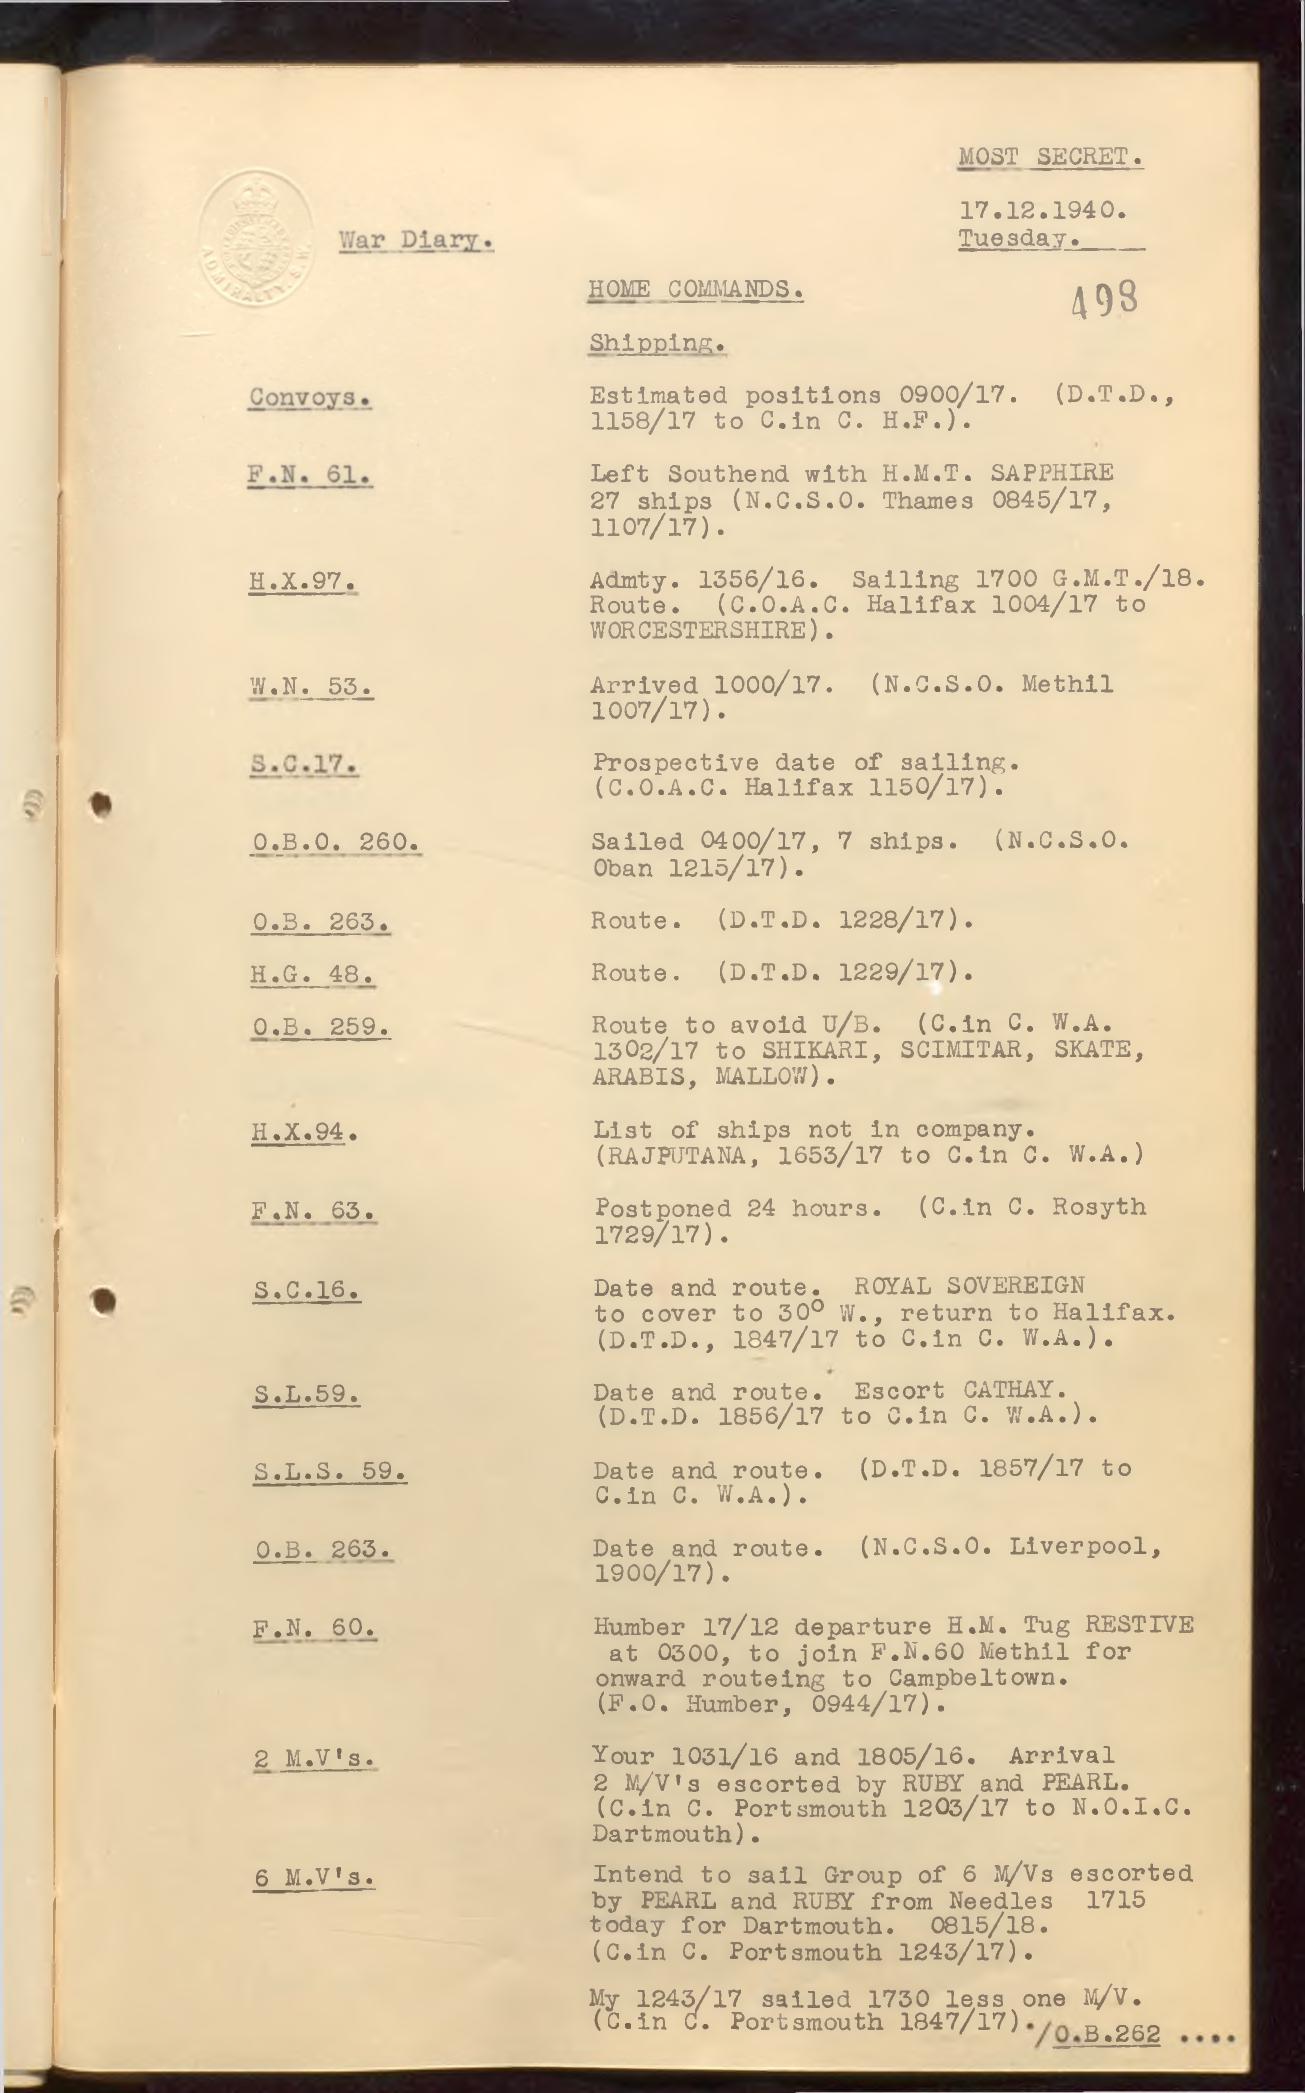 MOST SECRET.
17.12.1940.
Tuesday.
ADMIRALTY. S.W.
War Diary.
HOME COMMANDS.
498
Shipping.
Convoys. Estimated positions 0900/17. (D.T.D.,
1158/17 to C.in C. H.F.).
F.N. 61. Left Southend with H.M.T. SAPPHIRE
27 ships (N.C.S.O. Thames 0845/17,
1107/17).
H.X.97. Admty. 1356/16. Sailing 1700 G.M.T./18.
Route. (C.O.A.C. Halifax 1004/17 to
WORCESTERSHIRE).
W.N. 53. Arrived 1000/17. (N.C.S.O. Methil
1007/17).
S.C.17. Prospective date of sailing.
(C.O.A.C. Halifax 1150/17).
O.B.O. 260. Sailed 0400/17, 7 ships. (N.C.S.O.
Oban 1215/17).
O.B. 263. Route. (D.T.D. 1228/17).
H.G. 48. Route. (D.T.D. 1229/17).
O.B. 259. Route to avoid U/B. (C.in C. W.A.
1302/17 to SHIKARI, SCIMITAR, SKATE,
ARABIS, MALLOW).
H.X.94. List of ships not in company.
(RAJPUTANA, 1653/17 to C.in C. W.A.)
F.N. 63. Postponed 24 hours. (C.in C. Rosyth
1729/17).
S.C.16. Date and route. ROYAL SOVEREIGN
to cover to 30° W., return to Halifax.
(D.T.D., 1847/17 to C.in C. W.A.).
S.L.59. Date and route. Escort CATHAY.
(D.T.D. 1856/17 to C.in C. W.A.).
S.L.S. 59. Date and route. (D.T.D. 1857/17 to
C.in C. W.A.).
O.B. 263. Date and route. (N.C.S.O. Liverpool,
1900/17).
F.N. 60. Humber 17/12 departure H.M. Tug RESTIVE
at 0300, to join F.N.60 Methil for
onward routeing to Campbeltown.
(F.O. Humber, 0944/17).
2 M.V's. Your 1031/16 and 1805/16. Arrival
2 M/V's escorted by RUBY and PEARL.
(C.in C. Portsmouth 1203/17 to N.O.I.C.
Dartmouth).
6 M.V's. Intend to sail Group of 6 M/Vs escorted
by PEARL and RUBY from Needles 1715
today for Dartmouth. 0815/18.
(C.in C. Portsmouth 1243/17).
My 1243/17 sailed 1730 less one M/V.
(C.in C. Portsmouth 1847/17).
/O.B.262 ....